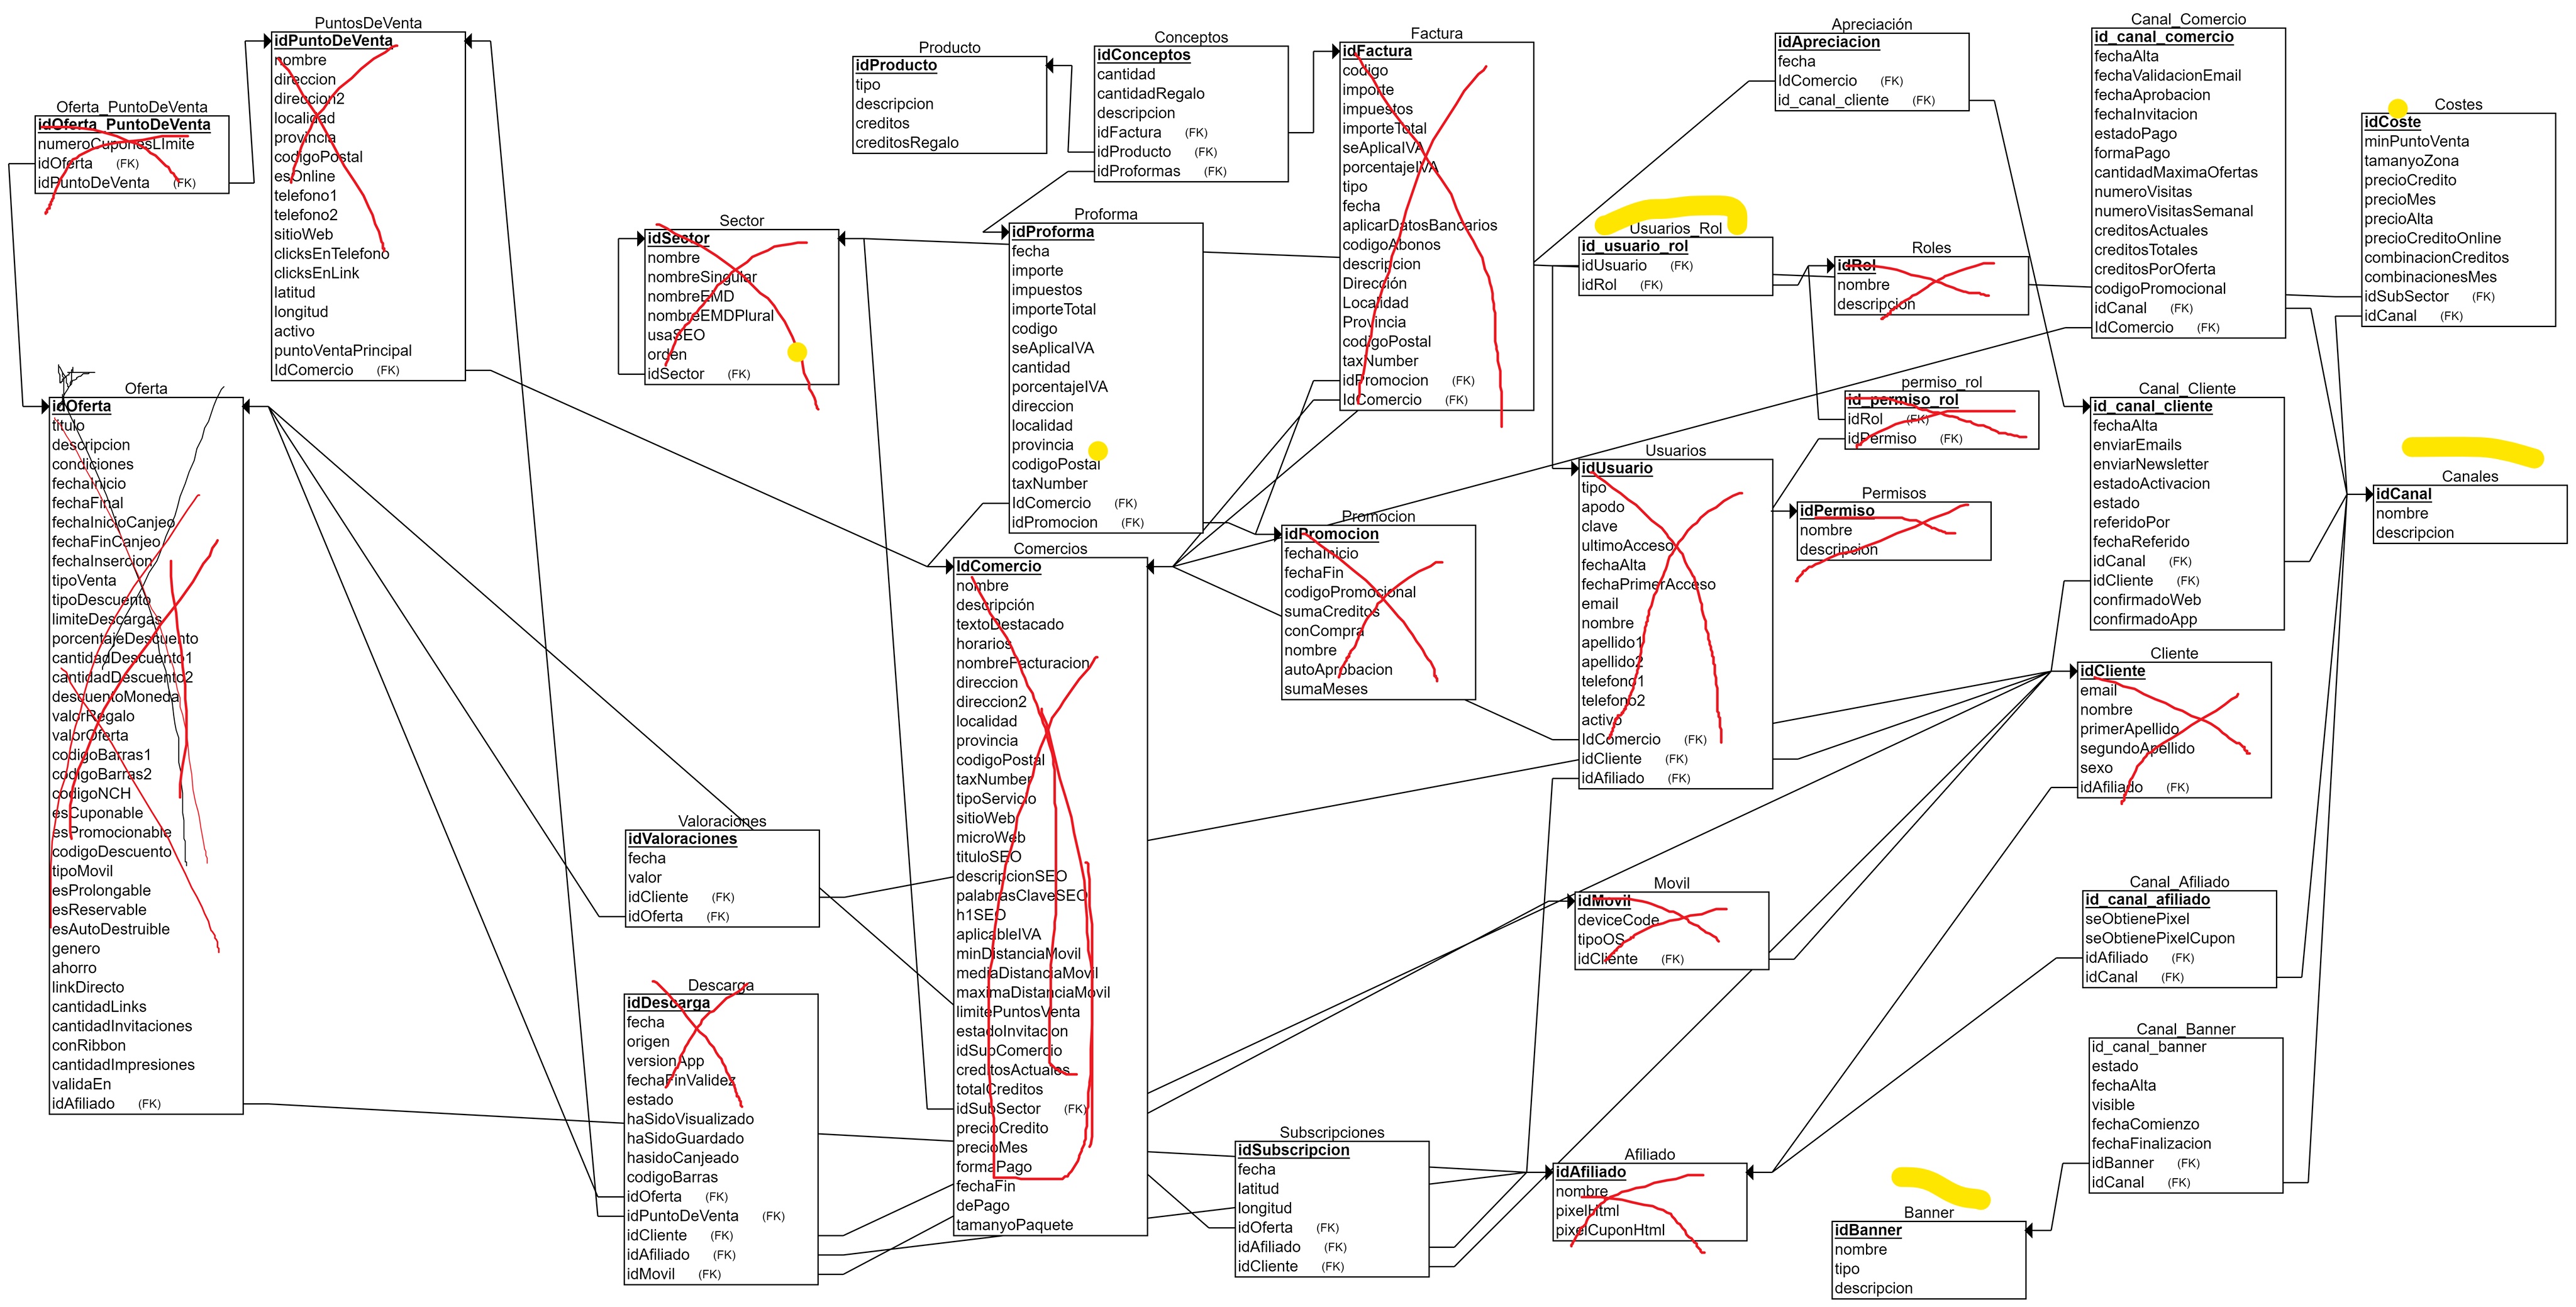 PuntosDeVenta
idPuntoDeVenta
nombre
direccion
direccion2
localidad
provincia
codigoPostal
esOnline
telefono1
telefono2
sitioWeb
clicksEnTelefono
clicksEnLink
latitud
longitud
activo
puntoVentaPrincipal
IdComercio (FK)
Oferta_PuntoDeVenta
idOferta_PuntoDeVenta
numeroCuponesLImite
idOferta (FK)
idPuntoDeVenta (FK)
Oferta
idOferta
titulo
descripcion
condiciones
fechaInicio
fechaFinal
fechaInicioCanjeo
fechaFinCanjeo
fechaInsercion
tipoVenta
tipoDescuento
limiteDescargas
porcentajeDescuento
cantidadDescuento1
cantidadDescuento2
descuentoMoneda
valorRegalo
valorOferta
codigoBarras1
codigoBarras2
codigoNCH
esCuponable
esPromocionable
codigoDescuento
tipoMovil
esProlongable
esReservable
esAutoDestruible
genero
ahorro
linkDirecto
cantidadLinks
cantidadInvitaciones
conRibbon
cantidadImpresiones
validaEn
idAfiliado (FK)
Producto
idProducto
tipo
descripcion
creditos
creditosRegalo
Conceptos
idConceptos
cantidad
cantidadRegalo
descripcion
idFactura (FK)
idProducto (FK)
idProformas (FK)
Sector
idSector
nombre
nombreSingular
nombreEMD
nombreEMDPlural
usaSEO
orden
idSector (FK)
Proforma
idProforma
fecha
importe
impuestos
importeTotal
codigo
seAplicaIVA
cantidad
porcentajeIVA
direccion
localidad
provincia
codigoPostal
taxNumber
IdComercio (FK)
idPromocion (FK)
Factura
idFactura
codigo
importe
impuestos
importeTotal
seAplicaIVA
porcentajeIVA
tipo
fecha
aplicarDatosBancarios
codigoAbonos
descripcion
Dirección
Localidad
Provincia
codigoPostal
taxNumber
idPromocion (FK)
IdComercio (FK)
Comercios
IdComercio
nombre
descripción
textoDestacado
horarios
nombreFacturacion
direccion
direccion2
localidad
provincia
codigoPostal
taxNumber
tipoServicio
sitioWeb
microWeb
tituloSEO
descripcionSEO
palabrasClaveSEO
h1SEO
aplicableIVA
minDistanciaMovil
mediaDistanciaMovil
maximaDistanciaMovil
limitePuntosVenta
estadoInvitacion
idSubComercio
creditosActuales
totalCreditos
idSubSector (FK)
precioCredito
precioMes
formaPago
fechaFin
dePago
tamanyoPaquete
Valoraciones
idValoraciones
fecha
valor
idCliente (FK)
idOferta (FK)
Descarga
idDescarga
fecha
origen
versionApp
fechaFinValidez
estado
haSidoVisualizado
haSidoGuardado
hasidoCanjeado
codigoBarras
idOferta (FK)
idPuntoDeVenta (FK)
idCliente (FK)
idAfiliado (FK)
idMovil (FK)
Promocion
idPromocion
fechaInicio
fechaFin
codigoPromocional
sumaCreditos
conCompra
nombre
autoAprobacion
sumaMeses
Subscripciones
idSubscripcion
fecha
latitud
longitud
idOferta (FK)
idAfiliado (FK)
idCliente (FK)
Apreciación
idApreciacion
fecha
IdComercio (FK)
id_canal_cliente (FK)
Usuarios_Rol
id_usuario_rol
idUsuario (FK)
idRol (FK)
Roles
idRol
nombre
descripcion
permiso_rol
id_permiso_rol
idRol (FK)
idPermiso (FK)
Permisos
idPermiso
nombre
descripcion
Usuarios
idUsuario
tipo
apodo
clave
ultimoAcceso
fechaAlta
fechaPrimerAcceso
email
nombre
apellido1
apellido2
telefono1
telefono2
activo
IdComercio (FK)
idCliente (FK)
idAfiliado (FK)
Movil
idMovil
deviceCode
tipoOS
idCliente (FK)
Afiliado
idAfiliado
nombre
pixelHtml
pixelCuponHtml
Canal_Comercio
id_canal_comercio
fechaAlta
fechaValidacionEmail
fechaAprobacion
fechaInvitacion
estadoPago
formaPago
cantidadMaximaOfertas
numeroVisitas
numeroVisitasSemanal
creditosActuales
creditosTotales
creditosPorOferta
codigoPromocional
idCanal (FK)
IdComercio (FK)
Costes
idCoste
minPuntoVenta
tamanyoZona
precioCredito
precioMes
precioAlta
precioCreditoOnline
combinacionCreditos
combinacionesMes
idSubSector (FK)
idCanal (FK)
Canal_Cliente
id_canal_cliente
fechaAlta
enviarEmails
enviarNewsletter
estadoActivacion
estado
referidoPor
fechaReferido
idCanal (FK)
idCliente (FK)
confirmadoWeb
confirmadoApp
Canales
idCanal
nombre
descripcion
Cliente
idCliente
email
nombre
primerApellido
segundoApellido
sexo
idAfiliado (FK)
Canal_Afiliado
id_canal_afiliado
seObtienePixel
seObtienePixelCupon
idAfiliado (FK)
idCanal (FK)
Canal_Banner
id_canal_banner
estado
fechaAlta
visible
fechaComienzo
fechaFinalizacion
idBanner (FK)
idCanal (FK)
Banner
idBanner
nombre
tipo
descripcion